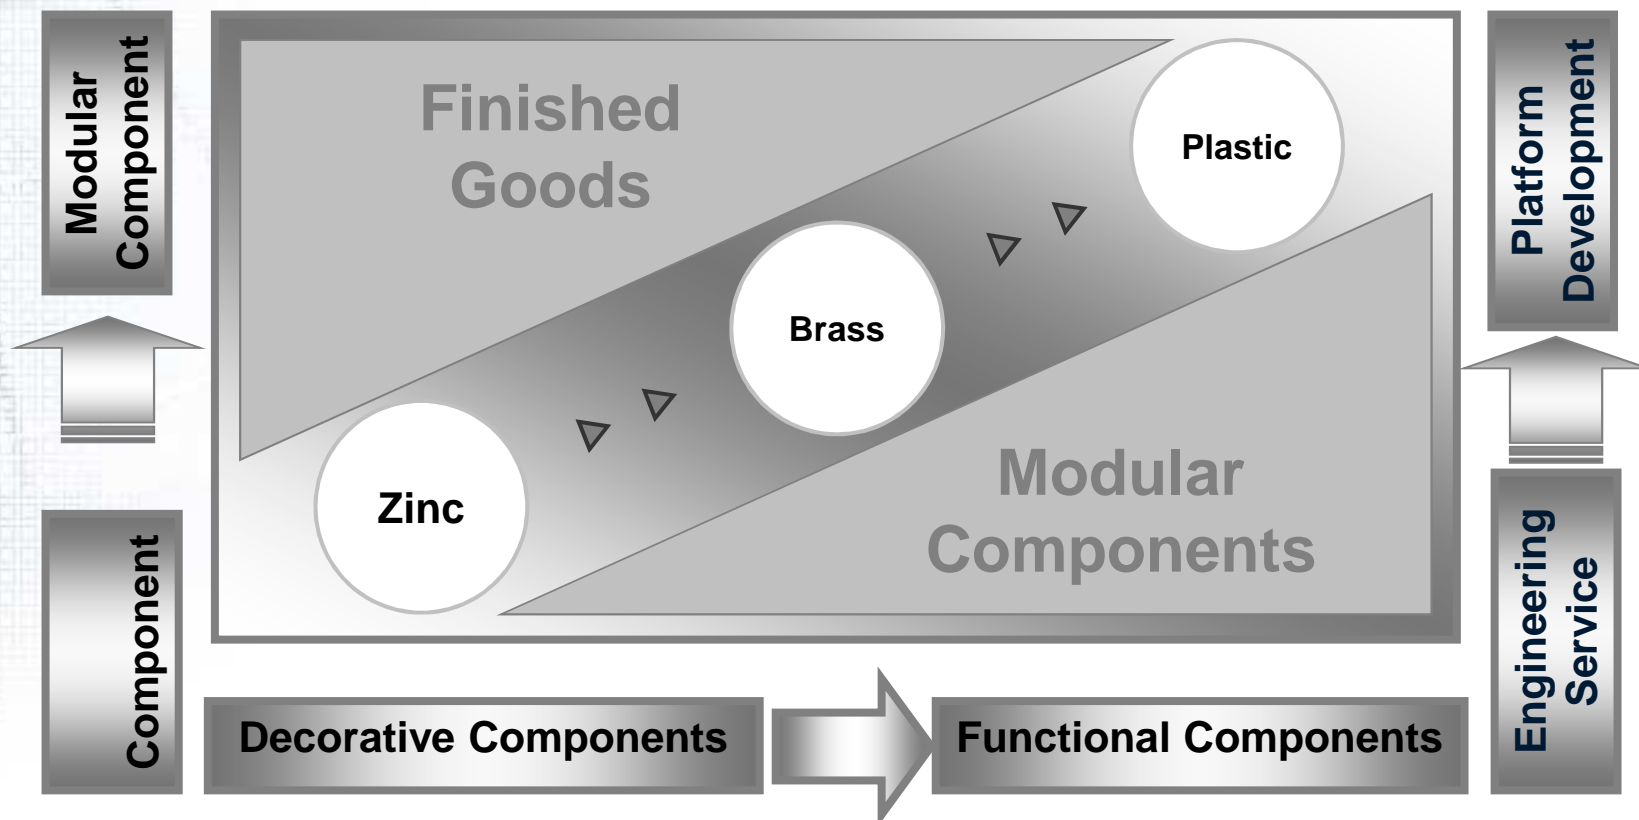 Modular
Component
Finished
Goods
Plastic
Platform
Development
Brass
Zinc
Modular
Components
Component
Engineering
Service
Decorative Components
Functional Components